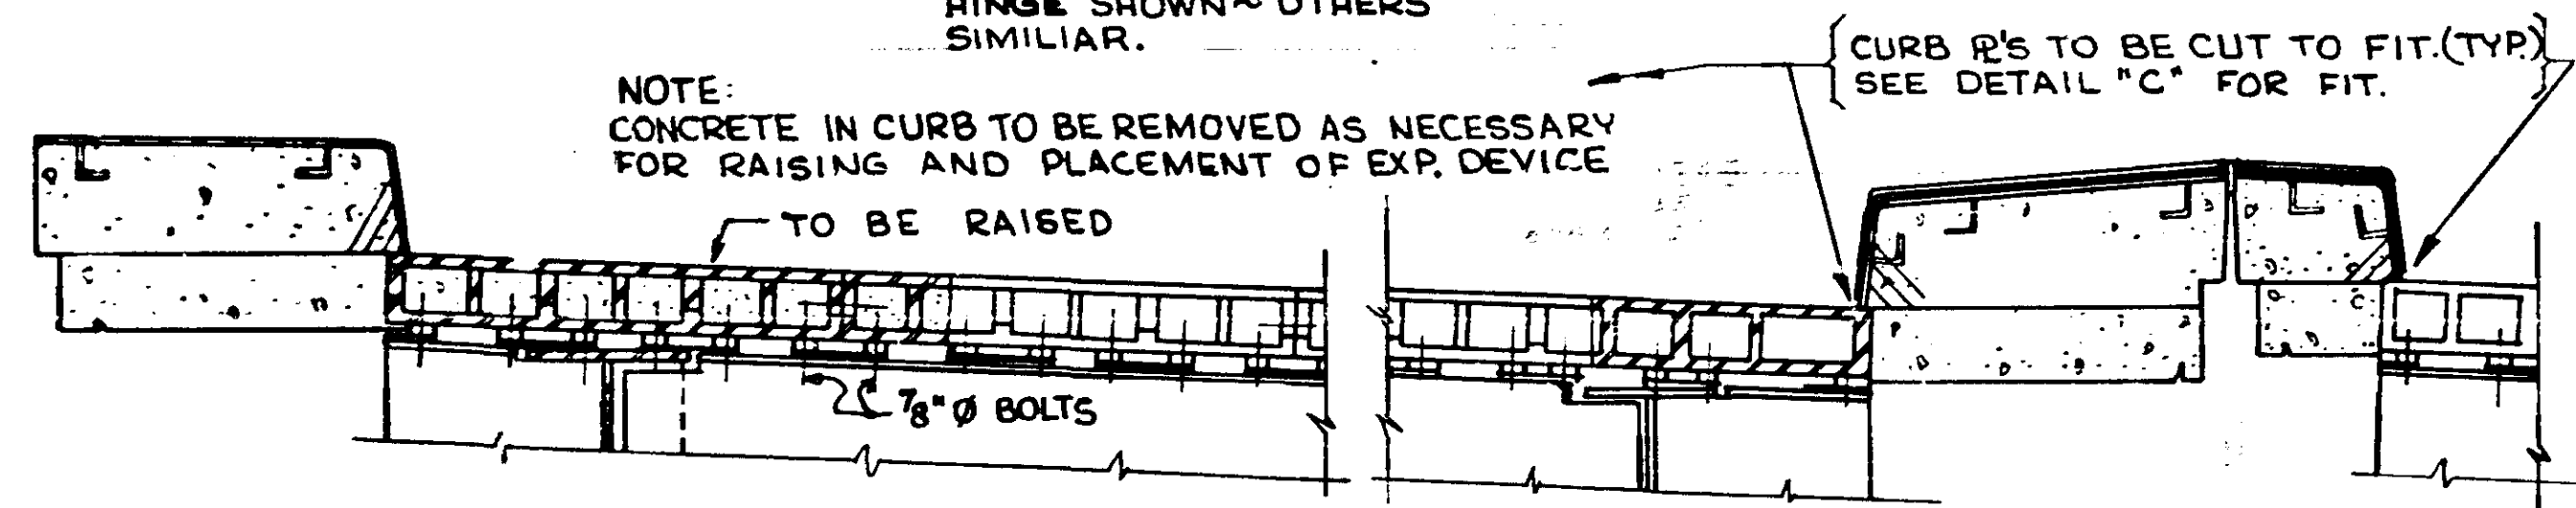 HINGE SHOWN ~ OTHERS
SIMILIAR.
CURB ⅊'S TO BE CUT TO FIT.(TYP.)
SEE DETAIL "C" FOR FIT.
NOTE:
CONCRETE IN CURB TO BE REMOVED AS NECESSARY
FOR RAISING AND PLACEMENT OF EXP. DEVICE
TO BE RAISED
7/8" Ø BOLTS